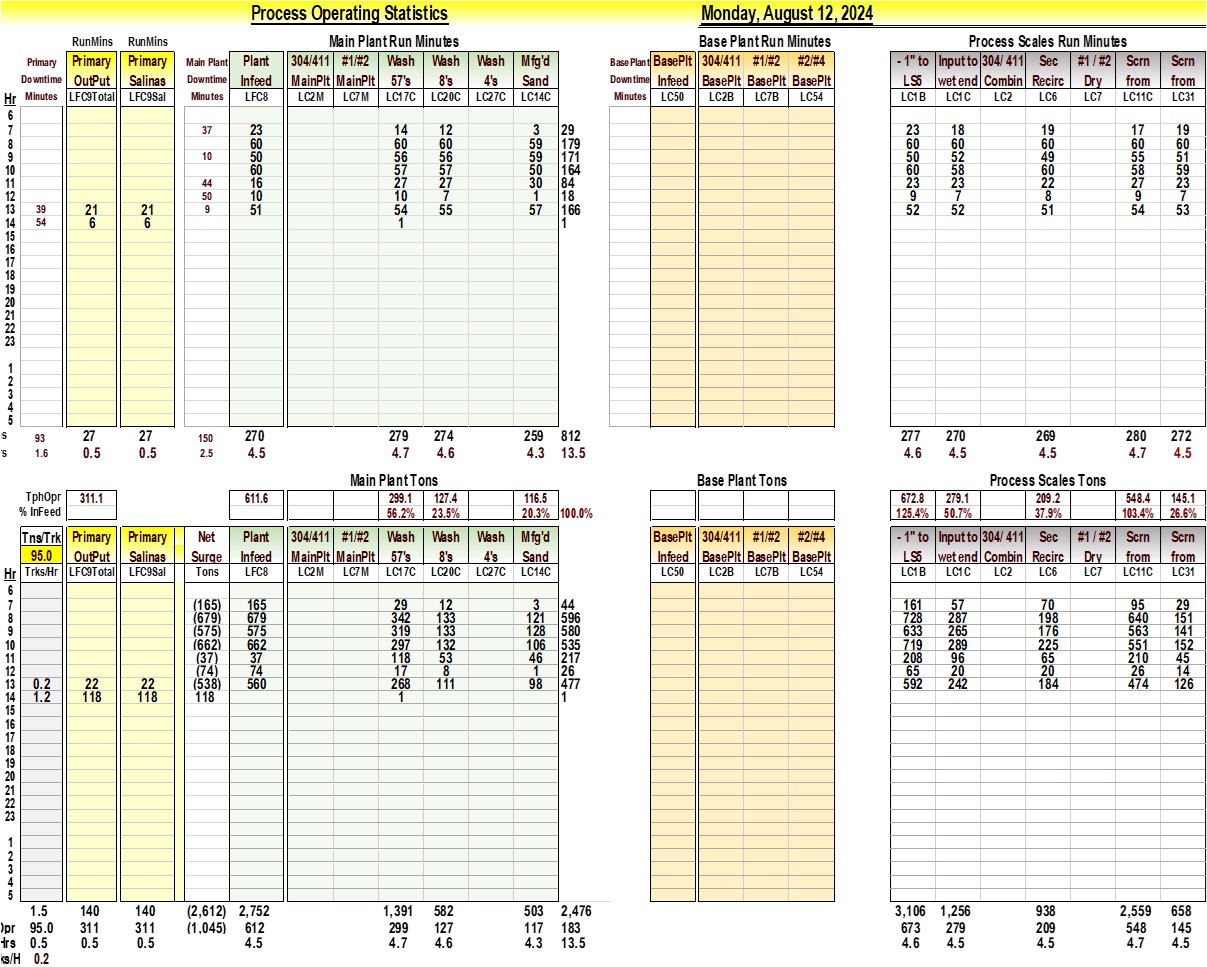 Process Operating Statistics Monday, August 12, 2024
RunMins RunMins Main Plant Run Minutes Base Plant Run Minutes Process Scales Run Minutes
Primary Primary Primary Main Plant Plant 304/411 #1/#2 Wash Wash Wash Mfg'd BasePlant BasePlt 304/411 #1/#2 #2/#4 - 1" to Input to 304/ 411 Sec #1 / #2 Scrn Scrn
Downtime OutPut Salinas Downtime Infeed MainPlt MainPlt 57's 8's 4's Sand Downtime Infeed BasePlt BasePlt BasePlt LS5 wet end Combin Recirc Dry from from
Hr Minutes LFC9Total LFC9Sal Minutes LFC8 LC2M LC7M LC17C LC20C LC27C LC14C Minutes LC50 LC2B LC7B LC54 LC1B LC1C LC2 LC6 LC7 LC11C LC31
6
7 37 23 14 12 3 29 23 18 19 17 19
8 60 60 60 59 179 60 60 60 60 60
9 10 50 56 56 59 171 50 52 49 55 51
10 60 57 57 50 164 60 58 60 58 59
11 44 16 27 27 30 84 23 23 22 27 23
12 50 10 10 7 1 18 9 7 8 9 7
13 39 21 21 9 51 54 55 57 166 52 52 51 54 53
14 54 6 6 1 1
15
16
17
18
19
20
21
22
23
1
2
3
4
5
s 93 27 27 150 270 279 274 259 812 277 270 269 280 272
's 1.6 0.5 0.5 2.5 4.5 4.7 4.6 4.3 13.5 4.6 4.5 4.5 4.7 4.5
Main Plant Tons Base Plant Tons Process Scales Tons
TphOpr 311.1 611.6 299.1 127.4 116.5 672.8 279.1 209.2 548.4 145.1
% InFeed 56.2% 23.5% 20.3% 100.0% 125.4% 50.7% 37.9% 103.4% 26.6%
Tns/Trk Primary Primary Net Plant 304/411 #1/#2 Wash Wash Wash Mfg'd BasePlt 304/411 #1/#2 #2/#4 - 1" to Input to 304/ 411 Sec #1 / #2 Scrn Scrn
95.0 OutPut Salinas Surge Infeed MainPlt MainPlt 57's 8's 4's Sand Infeed BasePlt BasePlt BasePlt LS5 wet end Combin Recirc Dry from from
Hr Trks/Hr LFC9Total LFC9Sal Tons LFC8 LC2M LC7M LC17C LC20C LC27C LC14C LC50 LC2B LC7B LC54 LC1B LC1C LC2 LC6 LC7 LC11C LC31
6
7 (165) 165 29 12 3 44 161 57 70 95 29
8 (679) 679 342 133 121 596 728 287 198 640 151
9 (575) 575 319 133 128 580 633 265 176 563 141
10 (662) 662 297 132 106 535 719 289 225 551 152
11 (37) 37 118 53 46 217 208 96 65 210 45
12 (74) 74 17 8 1 26 65 20 20 26 14
13 0.2 22 22 (538) 560 268 111 98 477 592 242 184 474 126
14 1.2 118 118 118 1 1
15
16
17
18
19
20
21
22
23
1
2
3
4
5
1.5 140 140 (2,612) 2,752 1,391 582 503 2,476 3,106 1,256 938 2,559 658
Opr 95.0 311 311 (1,045) 612 299 127 117 183 673 279 209 548 145
Hrs 0.5 0.5 0.5 4.5 4.7 4.6 4.3 13.5 4.6 4.5 4.5 4.7 4.5
ks/H 0.2